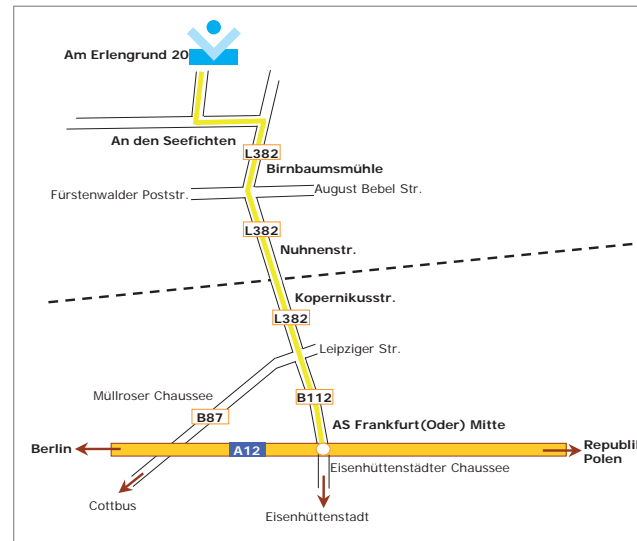 Am Erlengrund 20
An den Seefichten
L382
Birnbaumsmühle
Fürstenwalder Poststr.
August Bebel Str.
L382
Nuhnenstr.
Kopernikusstr.
L382
Leipziger Str.
Müllroser Chaussee
B112
B87
AS Frankfurt(Oder) Mitte
Berlin
A12
Republik
Polen
Eisenhüttenstädter Chaussee
Cottbus
Eisenhüttenstadt